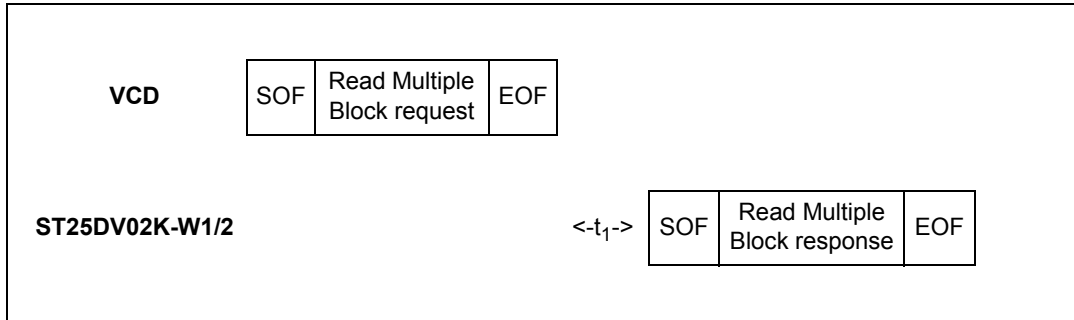 VCD
SOF
Read Multiple
Block request
EOF
ST25DV02K-W1/2
<-t1->
SOF
Read Multiple
Block response
EOF